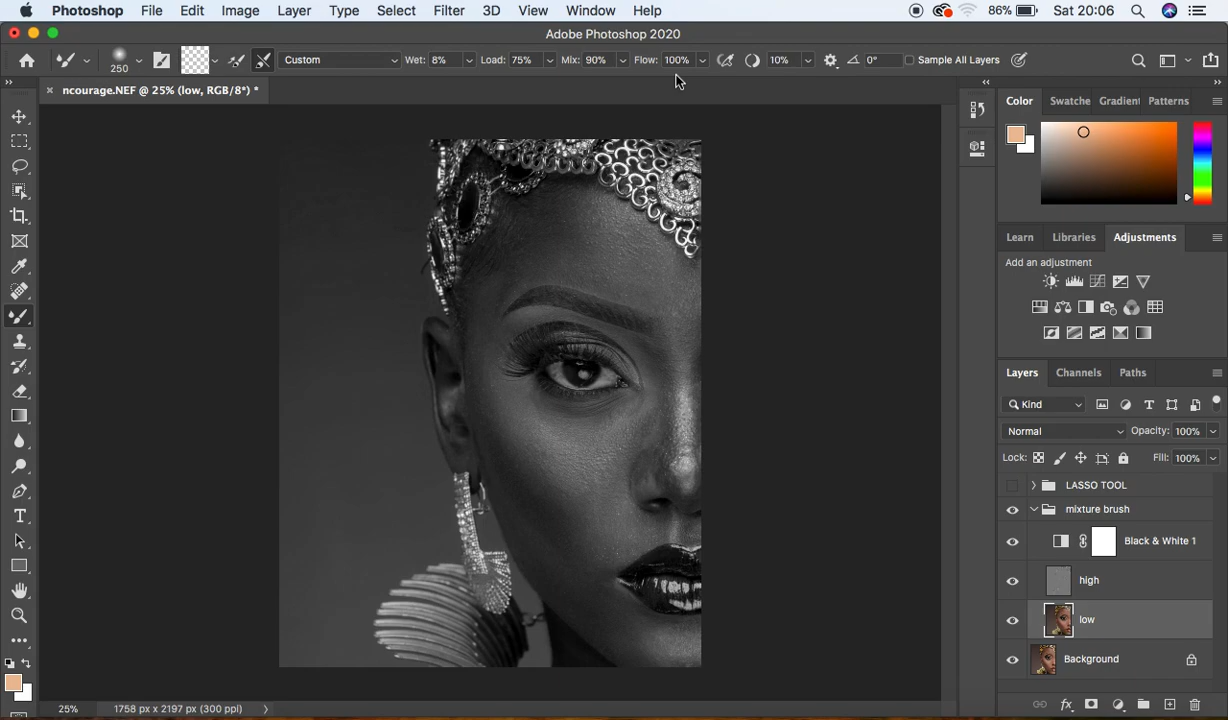 Photoshop File Edit Image Layer Type Select Filter 3D View Window Help 86% Sat 20:06
Adobe Photoshop 2020
250 Custom Wet: 8% Load: 75% Mix: 90% Flow: 100% 10% 0° Sample All Layers
ncourage.NEF @ 25% (low, RGB/8*) *
Color Swatche Gradient Patterns
Learn Libraries Adjustments
Add an adjustment
Layers Channels Paths
Kind
Normal Opacity: 100%
Lock: Fill: 100%
LASSO TOOL
mixture brush
Black & White 1
high
low
Background
25% 1758 px x 2197 px (300 ppi)